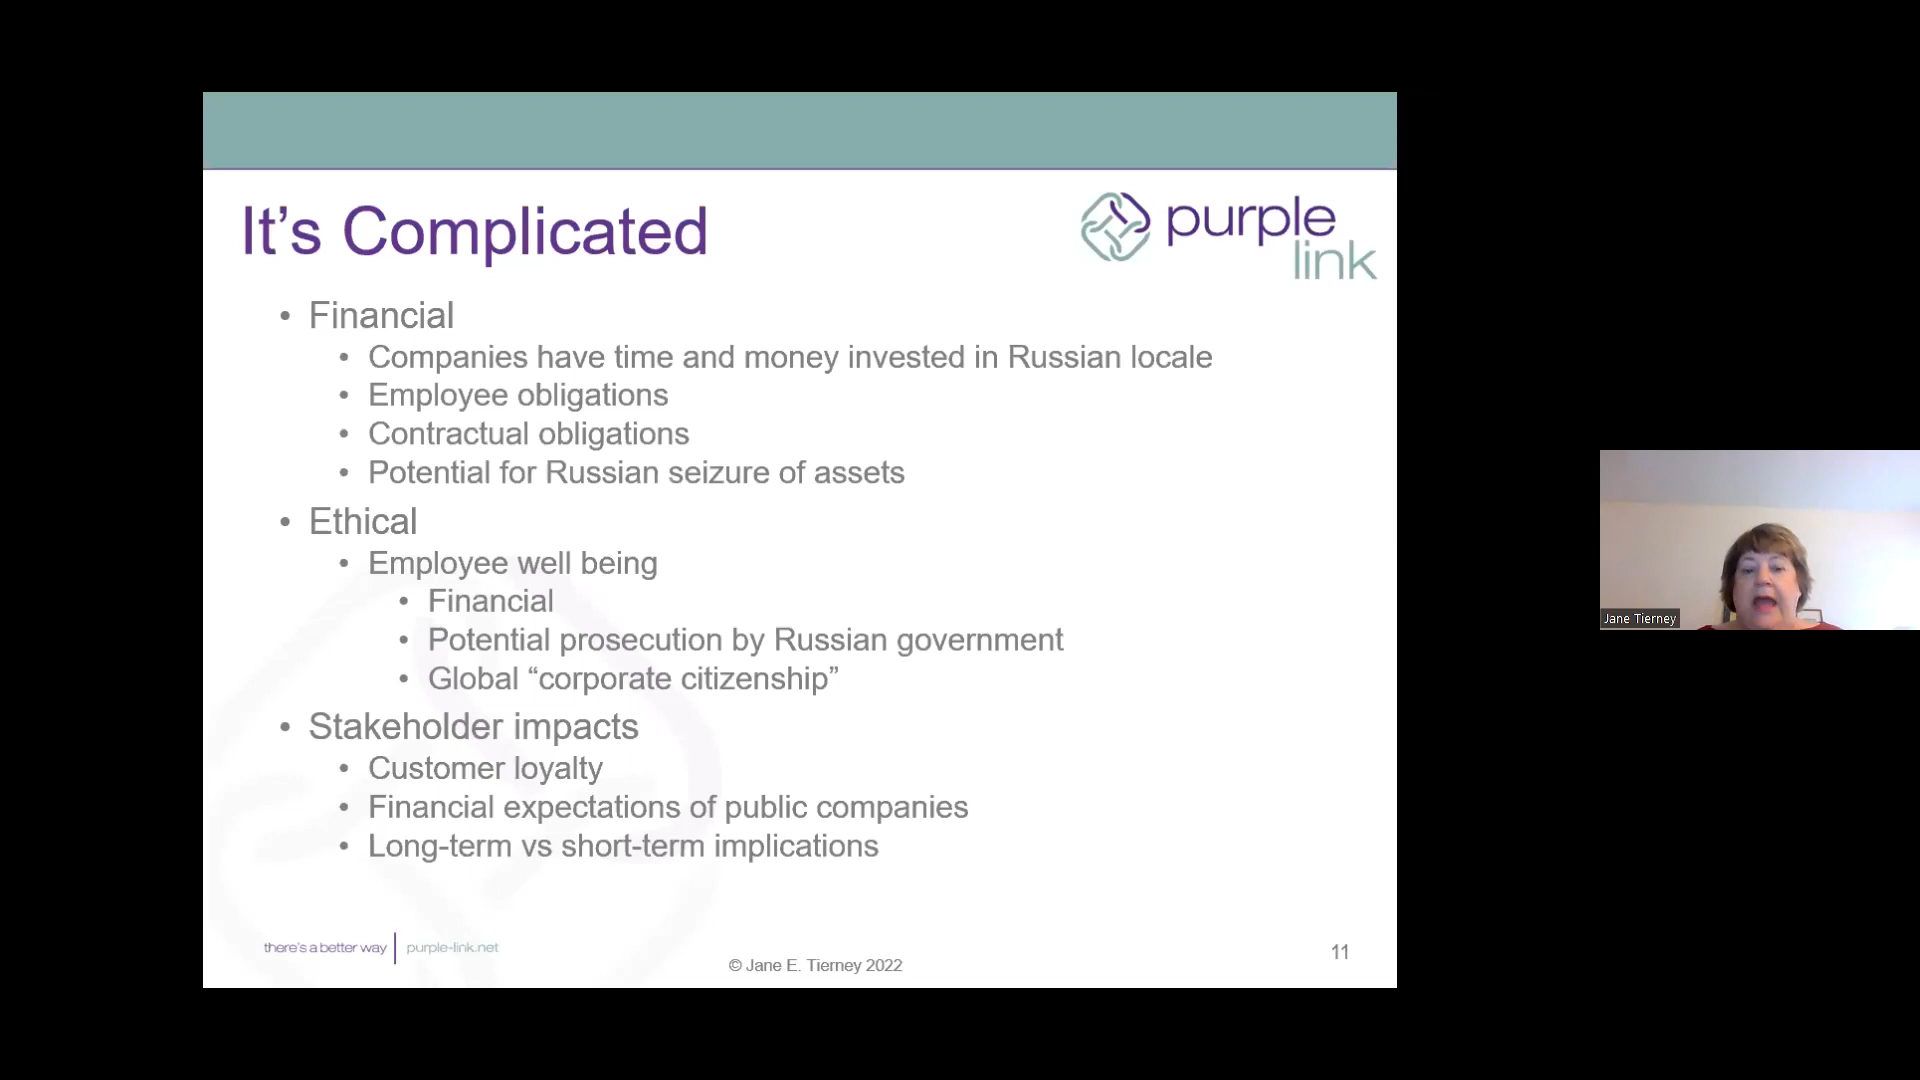 It's Complicated
purple
link
• Financial
• Companies have time and money invested in Russian locale
• Employee obligations
• Contractual obligations
• Potential for Russian seizure of assets
• Ethical
• Employee well being
• Financial
• Potential prosecution by Russian government
• Global “corporate citizenship”
• Stakeholder impacts
• Customer loyalty
• Financial expectations of public companies
• Long-term vs short-term implications
there's a better way | purple-link.net
© Jane E. Tierney 2022
11
Jane Tierney